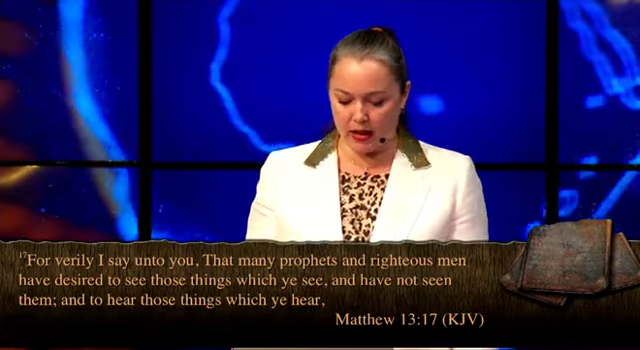 ¹⁷For verily I say unto you, That many prophets and righteous men
have desired to see those things which ye see, and have not seen
them; and to hear those things which ye hear,
Matthew 13:17 (KJV)